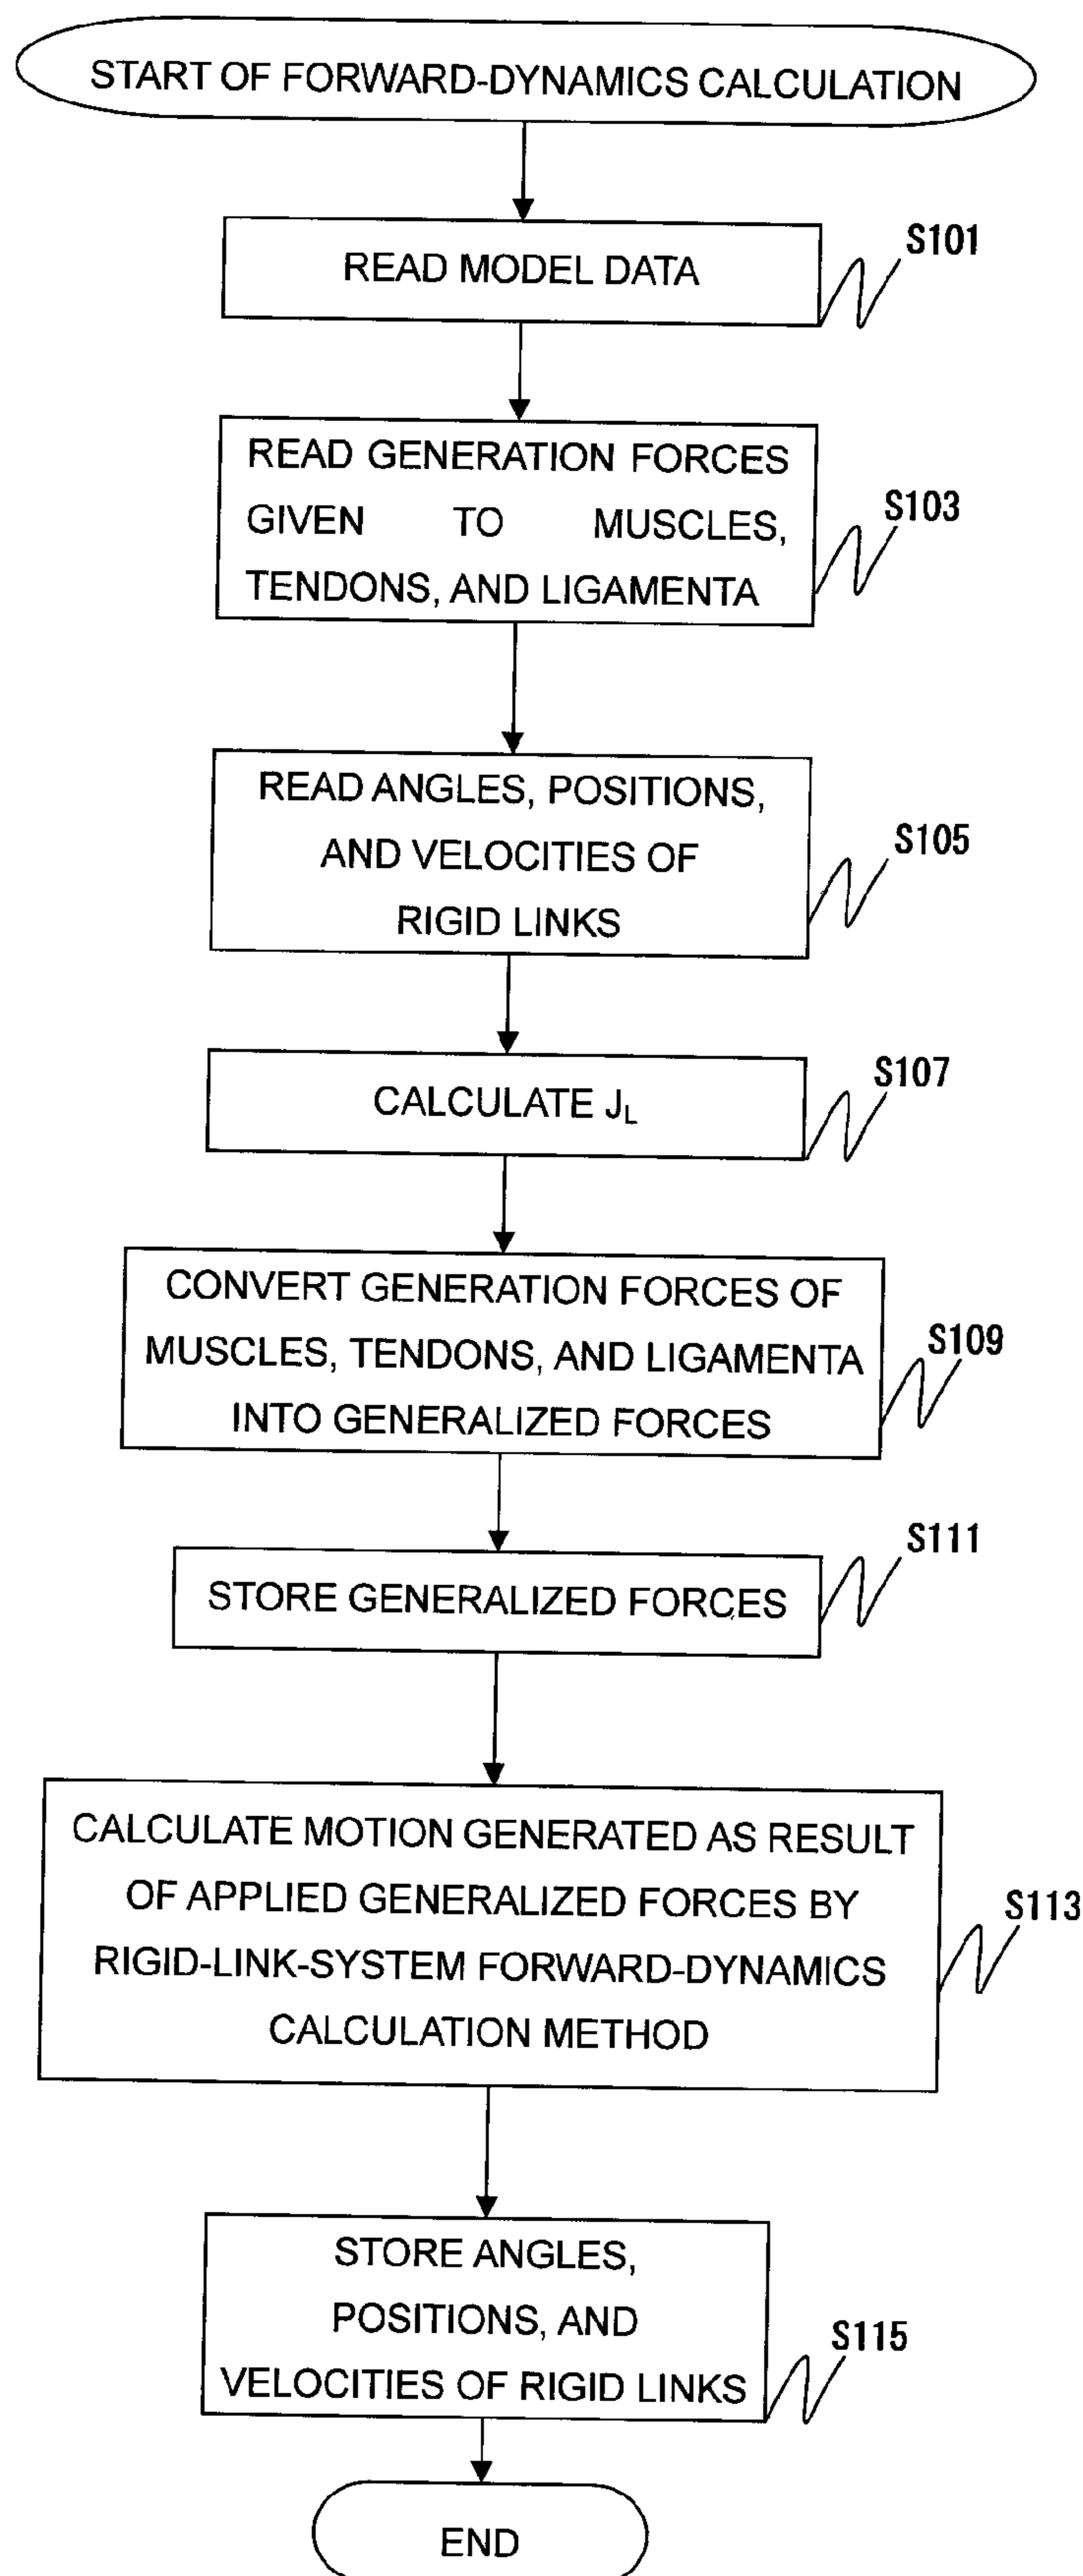 START OF FORWARD-DYNAMICS CALCULATION
READ MODEL DATA
S101
READ GENERATION FORCES
GIVEN TO MUSCLES,
TENDONS, AND LIGAMENTA
S103
READ ANGLES, POSITIONS,
AND VELOCITIES OF
RIGID LINKS
S105
CALCULATE JL
S107
CONVERT GENERATION FORCES OF
MUSCLES, TENDONS, AND LIGAMENTA
INTO GENERALIZED FORCES
S109
STORE GENERALIZED FORCES
S111
CALCULATE MOTION GENERATED AS RESULT
OF APPLIED GENERALIZED FORCES BY
RIGID-LINK-SYSTEM FORWARD-DYNAMICS
CALCULATION METHOD
S113
STORE ANGLES,
POSITIONS, AND
VELOCITIES OF RIGID LINKS
S115
END